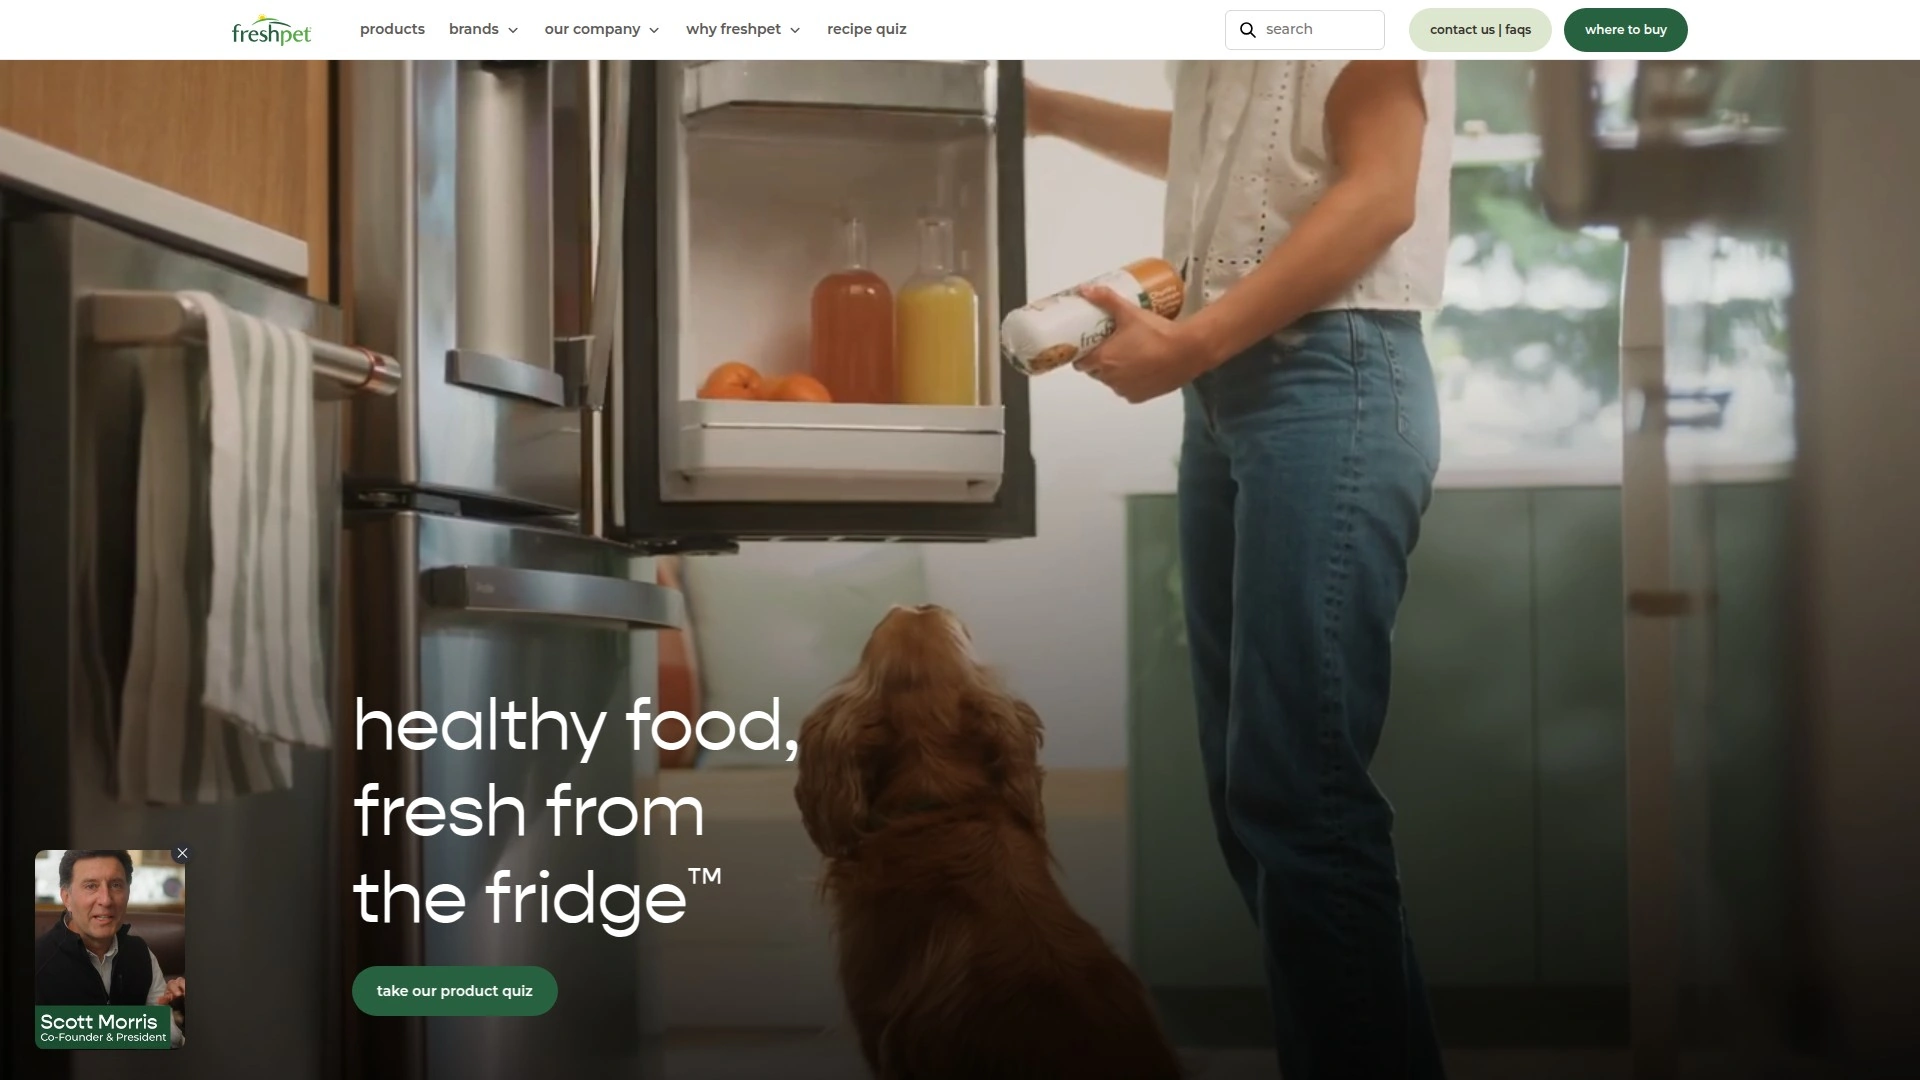 freshpet
products
brands
our company
why freshpet
recipe quiz
search
contact us | faqs
where to buy
healthy food,
fresh from
the fridge™
take our product quiz
Scott Morris
Co-Founder & President